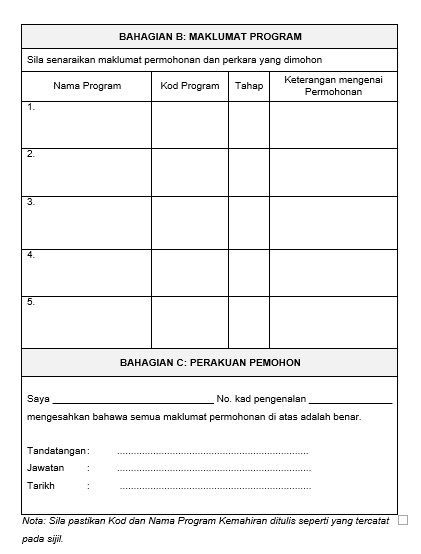 BAHAGIAN B: MAKLUMAT PROGRAM
Sila senaraikan maklumat permohonan dan perkara yang dimohon
Nama Program Kod Program Tahap Keterangan mengenai
Permohonan
1.
2.
3.
4.
5.
BAHAGIAN C: PERAKUAN PEMOHON
Saya ______________________________ No. kad pengenalan ________________
mengesahkan bahawa semua maklumat permohonan di atas adalah benar.
Tandatangan: ......................................................................
Jawatan : ......................................................................
Tarikh : ......................................................................
Nota: Sila pastikan Kod dan Nama Program Kemahiran ditulis seperti yang tercatat
pada sijil.